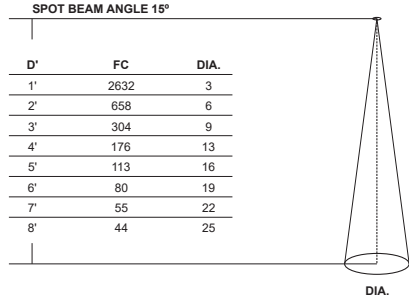 SPOT BEAM ANGLE 15º
D' FC DIA.
1' 2632 3
2' 658 6
3' 304 9
4' 176 13
5' 113 16
6' 80 19
7' 55 22
8' 44 25
DIA.